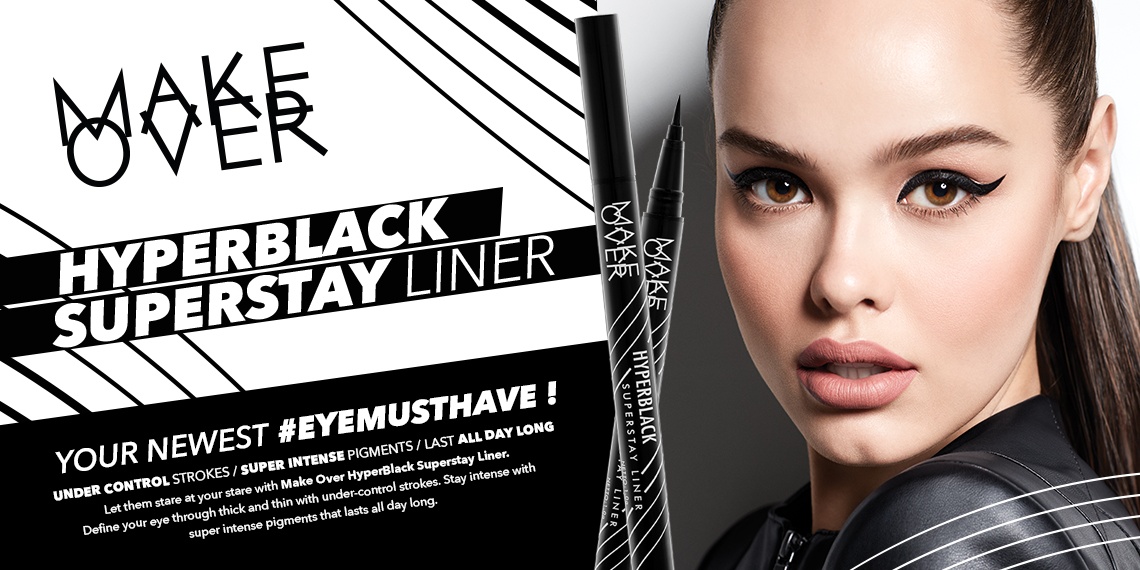 MAKE
OVER
HYPERBLACK
SUPERSTAY LINER
YOUR NEWEST #EYEMUSTHAVE !
UNDER CONTROL STROKES / SUPER INTENSE PIGMENTS / LAST ALL DAY LONG
Let them stare at your stare with Make Over HyperBlack Superstay Liner.
Define your eye through thick and thin with under-control strokes. Stay intense with
super intense pigments that lasts all day long.
MAKE
OVER
HYPERBLACK
SUPERSTAY LINER
MAKE
OVER
LINER